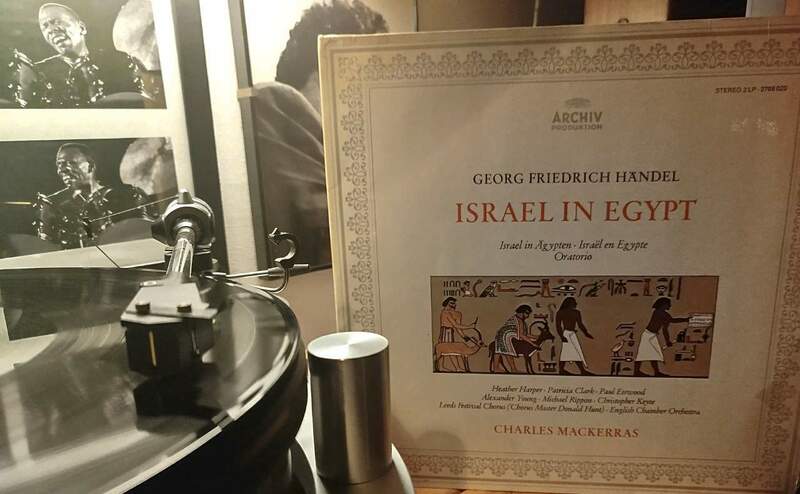 STEREO 2 LP · 2708 020
ARCHIV
PRODUKTION
GEORG FRIEDRICH HÄNDEL
ISRAEL IN EGYPT
Israel in Ägypten · Israël en Egypte
Oratorio
Heather Harper · Patricia Clark · Paul Esswood
Alexander Young · Michael Rippon · Christopher Keyte
Leeds Festival Chorus (Chorus Master Donald Hunt) · English Chamber Orchestra
CHARLES MACKERRAS